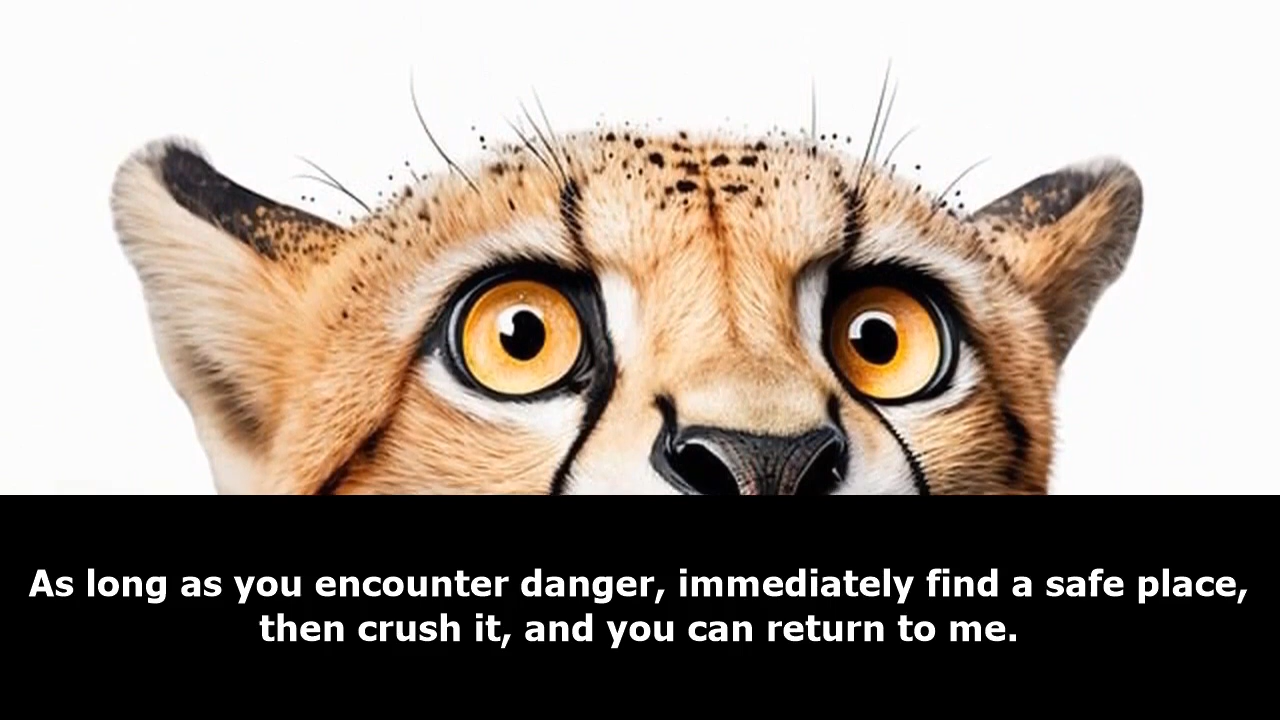 As long as you encounter danger, immediately find a safe place,
then crush it, and you can return to me.